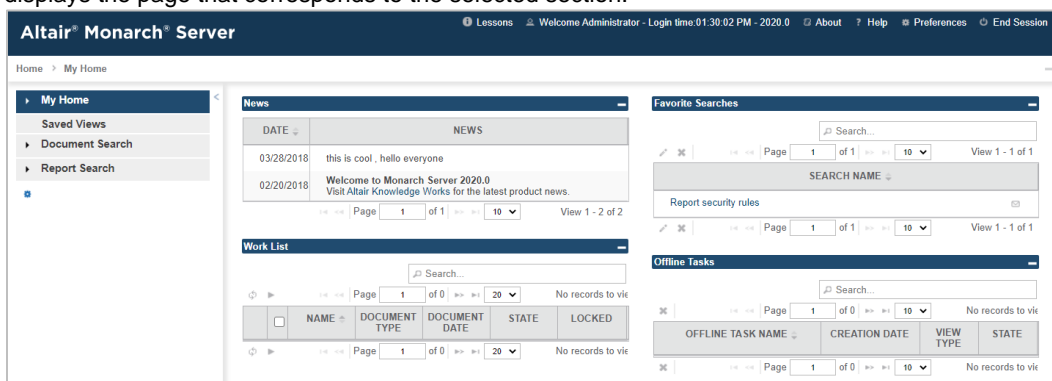 displays the page that corresponds to the selected section.
Altair® Monarch® Server
Lessons Welcome Administrator - Login time:01:30:02 PM - 2020.0 About ? Help Preferences End Session
Home > My Home
My Home
Saved Views
Document Search
Report Search
News
DATE NEWS
03/28/2018 this is cool , hello everyone
02/20/2018 Welcome to Monarch Server 2020.0
Visit Altair Knowledge Works for the latest product news.
Page 1 of 1 10 View 1 - 2 of 2
Work List
Search...
Page 1 of 0 20 No records to vie
NAME DOCUMENT TYPE DOCUMENT DATE STATE LOCKED
Page 1 of 0 20 No records to vie
Favorite Searches
Search...
Page 1 of 1 10 View 1 - 1 of 1
SEARCH NAME
Report security rules
Page 1 of 1 10 View 1 - 1 of 1
Offline Tasks
Search...
Page 1 of 0 10 No records to vie
OFFLINE TASK NAME CREATION DATE VIEW TYPE STATE
Page 1 of 0 10 No records to vie